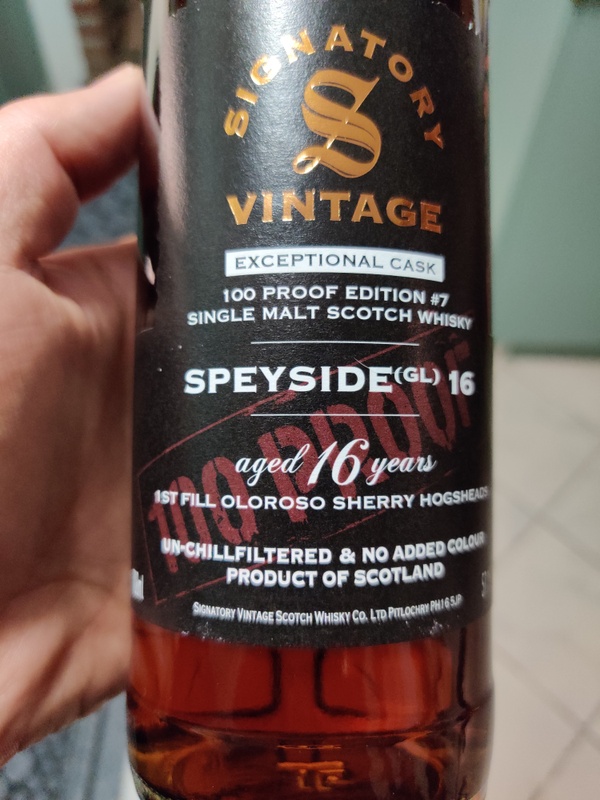 SIGNATORY
S
VINTAGE
EXCEPTIONAL CASK
100 PROOF EDITION #7
SINGLE MALT SCOTCH WHISKY
SPEYSIDE(GL) 16
100 PROOF
aged 16 years
1ST FILL OLOROSO SHERRY HOGSHEADS
UN-CHILLFILTERED & NO ADDED COLOUR
PRODUCT OF SCOTLAND
SIGNATORY VINTAGE SCOTCH WHISKY CO. LTD PITLOCHRY PH16 5JP